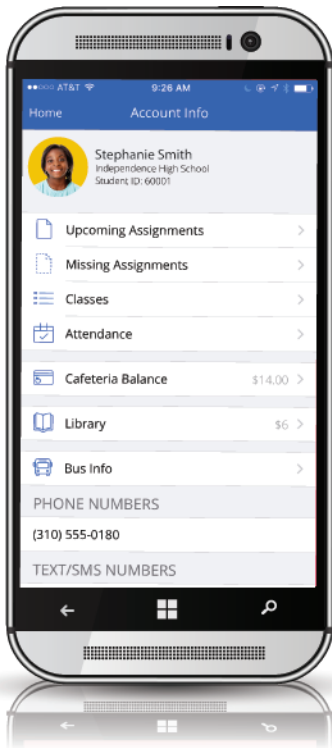 AT&T 9:26 AM
Home Account Info
Stephanie Smith
Independence High School
Student ID: 60001
Upcoming Assignments
Missing Assignments
Classes
Attendance
Cafeteria Balance $14.00
Library $6
Bus Info
PHONE NUMBERS
(310) 555-0180
TEXT/SMS NUMBERS